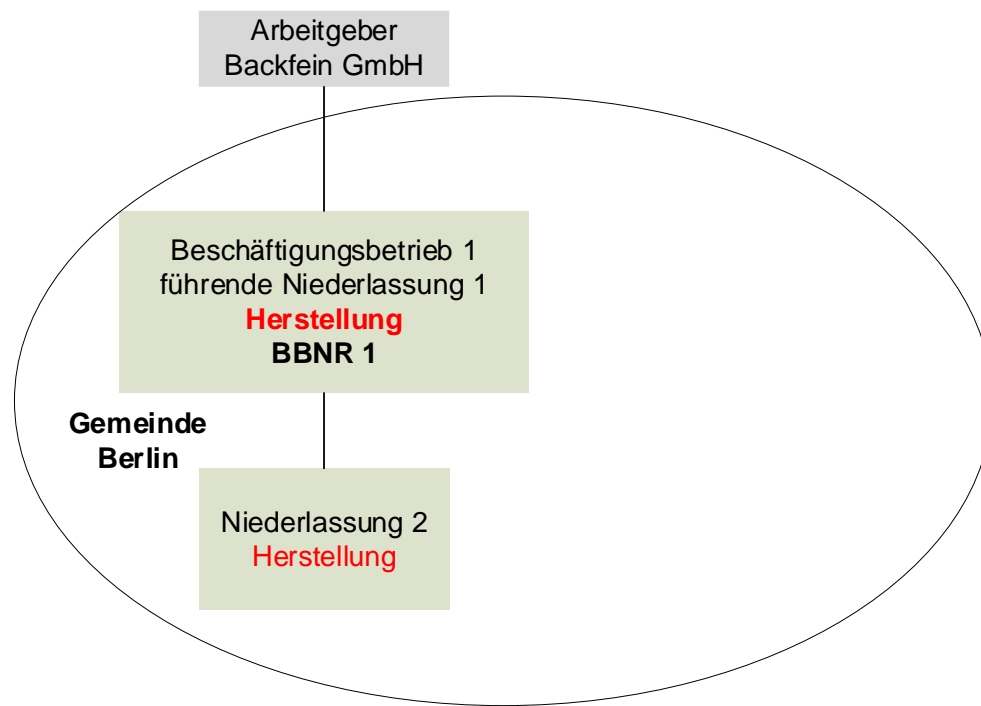 Arbeitgeber
Backfein GmbH
Beschäftigungsbetrieb 1
führende Niederlassung 1
Herstellung
BBNR 1
Gemeinde
Berlin
Niederlassung 2
Herstellung